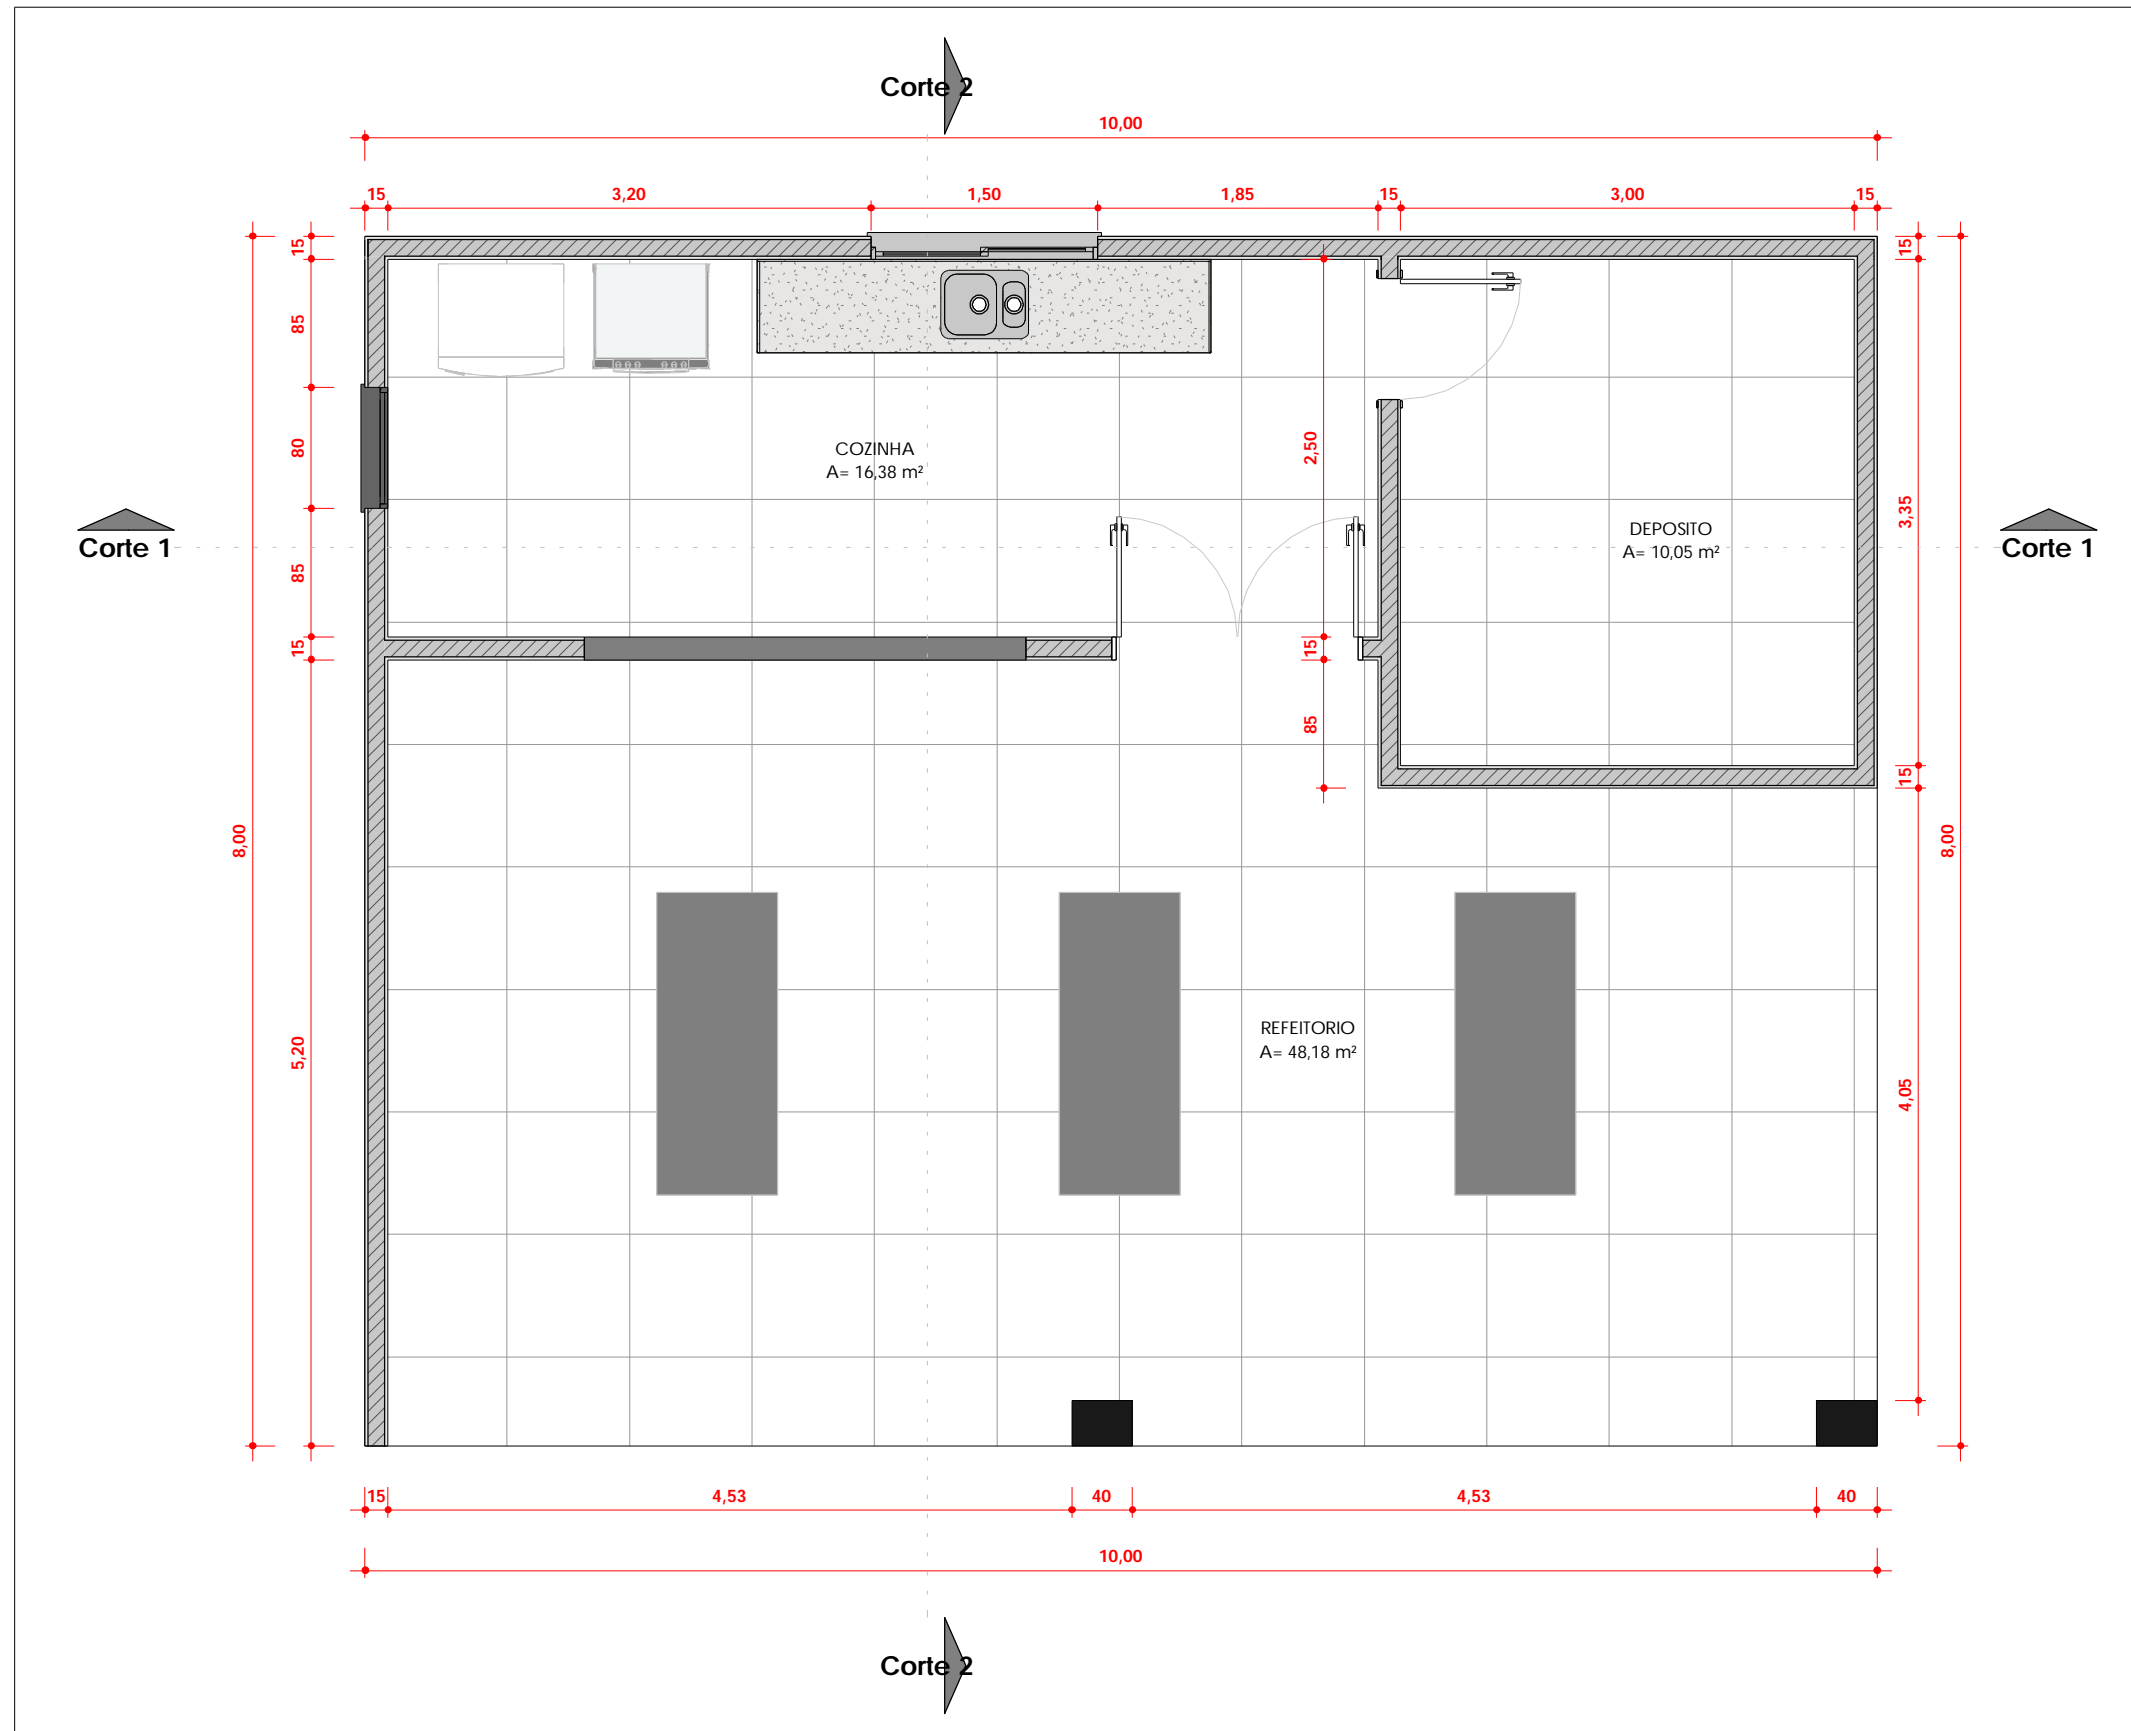 Corte 2
10,00
15
3,20
1,50
1,85
15
3,00
15
15
85
80
85
15
5,20
8,00
COZINHA
A= 16,38 m²
2,50
15
85
DEPOSITO
A= 10,05 m²
15
3,35
15
4,05
8,00
Corte 1
Corte 1
REFEITORIO
A= 48,18 m²
15
4,53
40
4,53
40
10,00
Corte 2